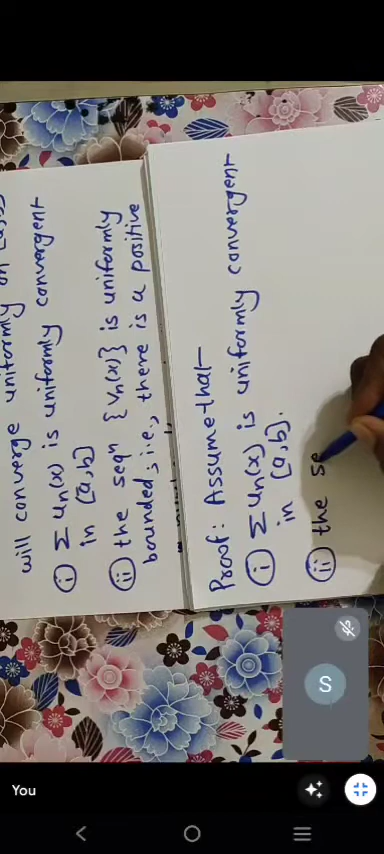 will converge uniformly on
(i) Σ un(x) is uniformly convergent
in [a,b]
(ii) the seqⁿ {vn(x)} is uniformly
bounded, i.e., there is a positive
Proof: Assume that
(i) Σ un(x) is uniformly convergent
in [a,b].
(ii) the se
S
You